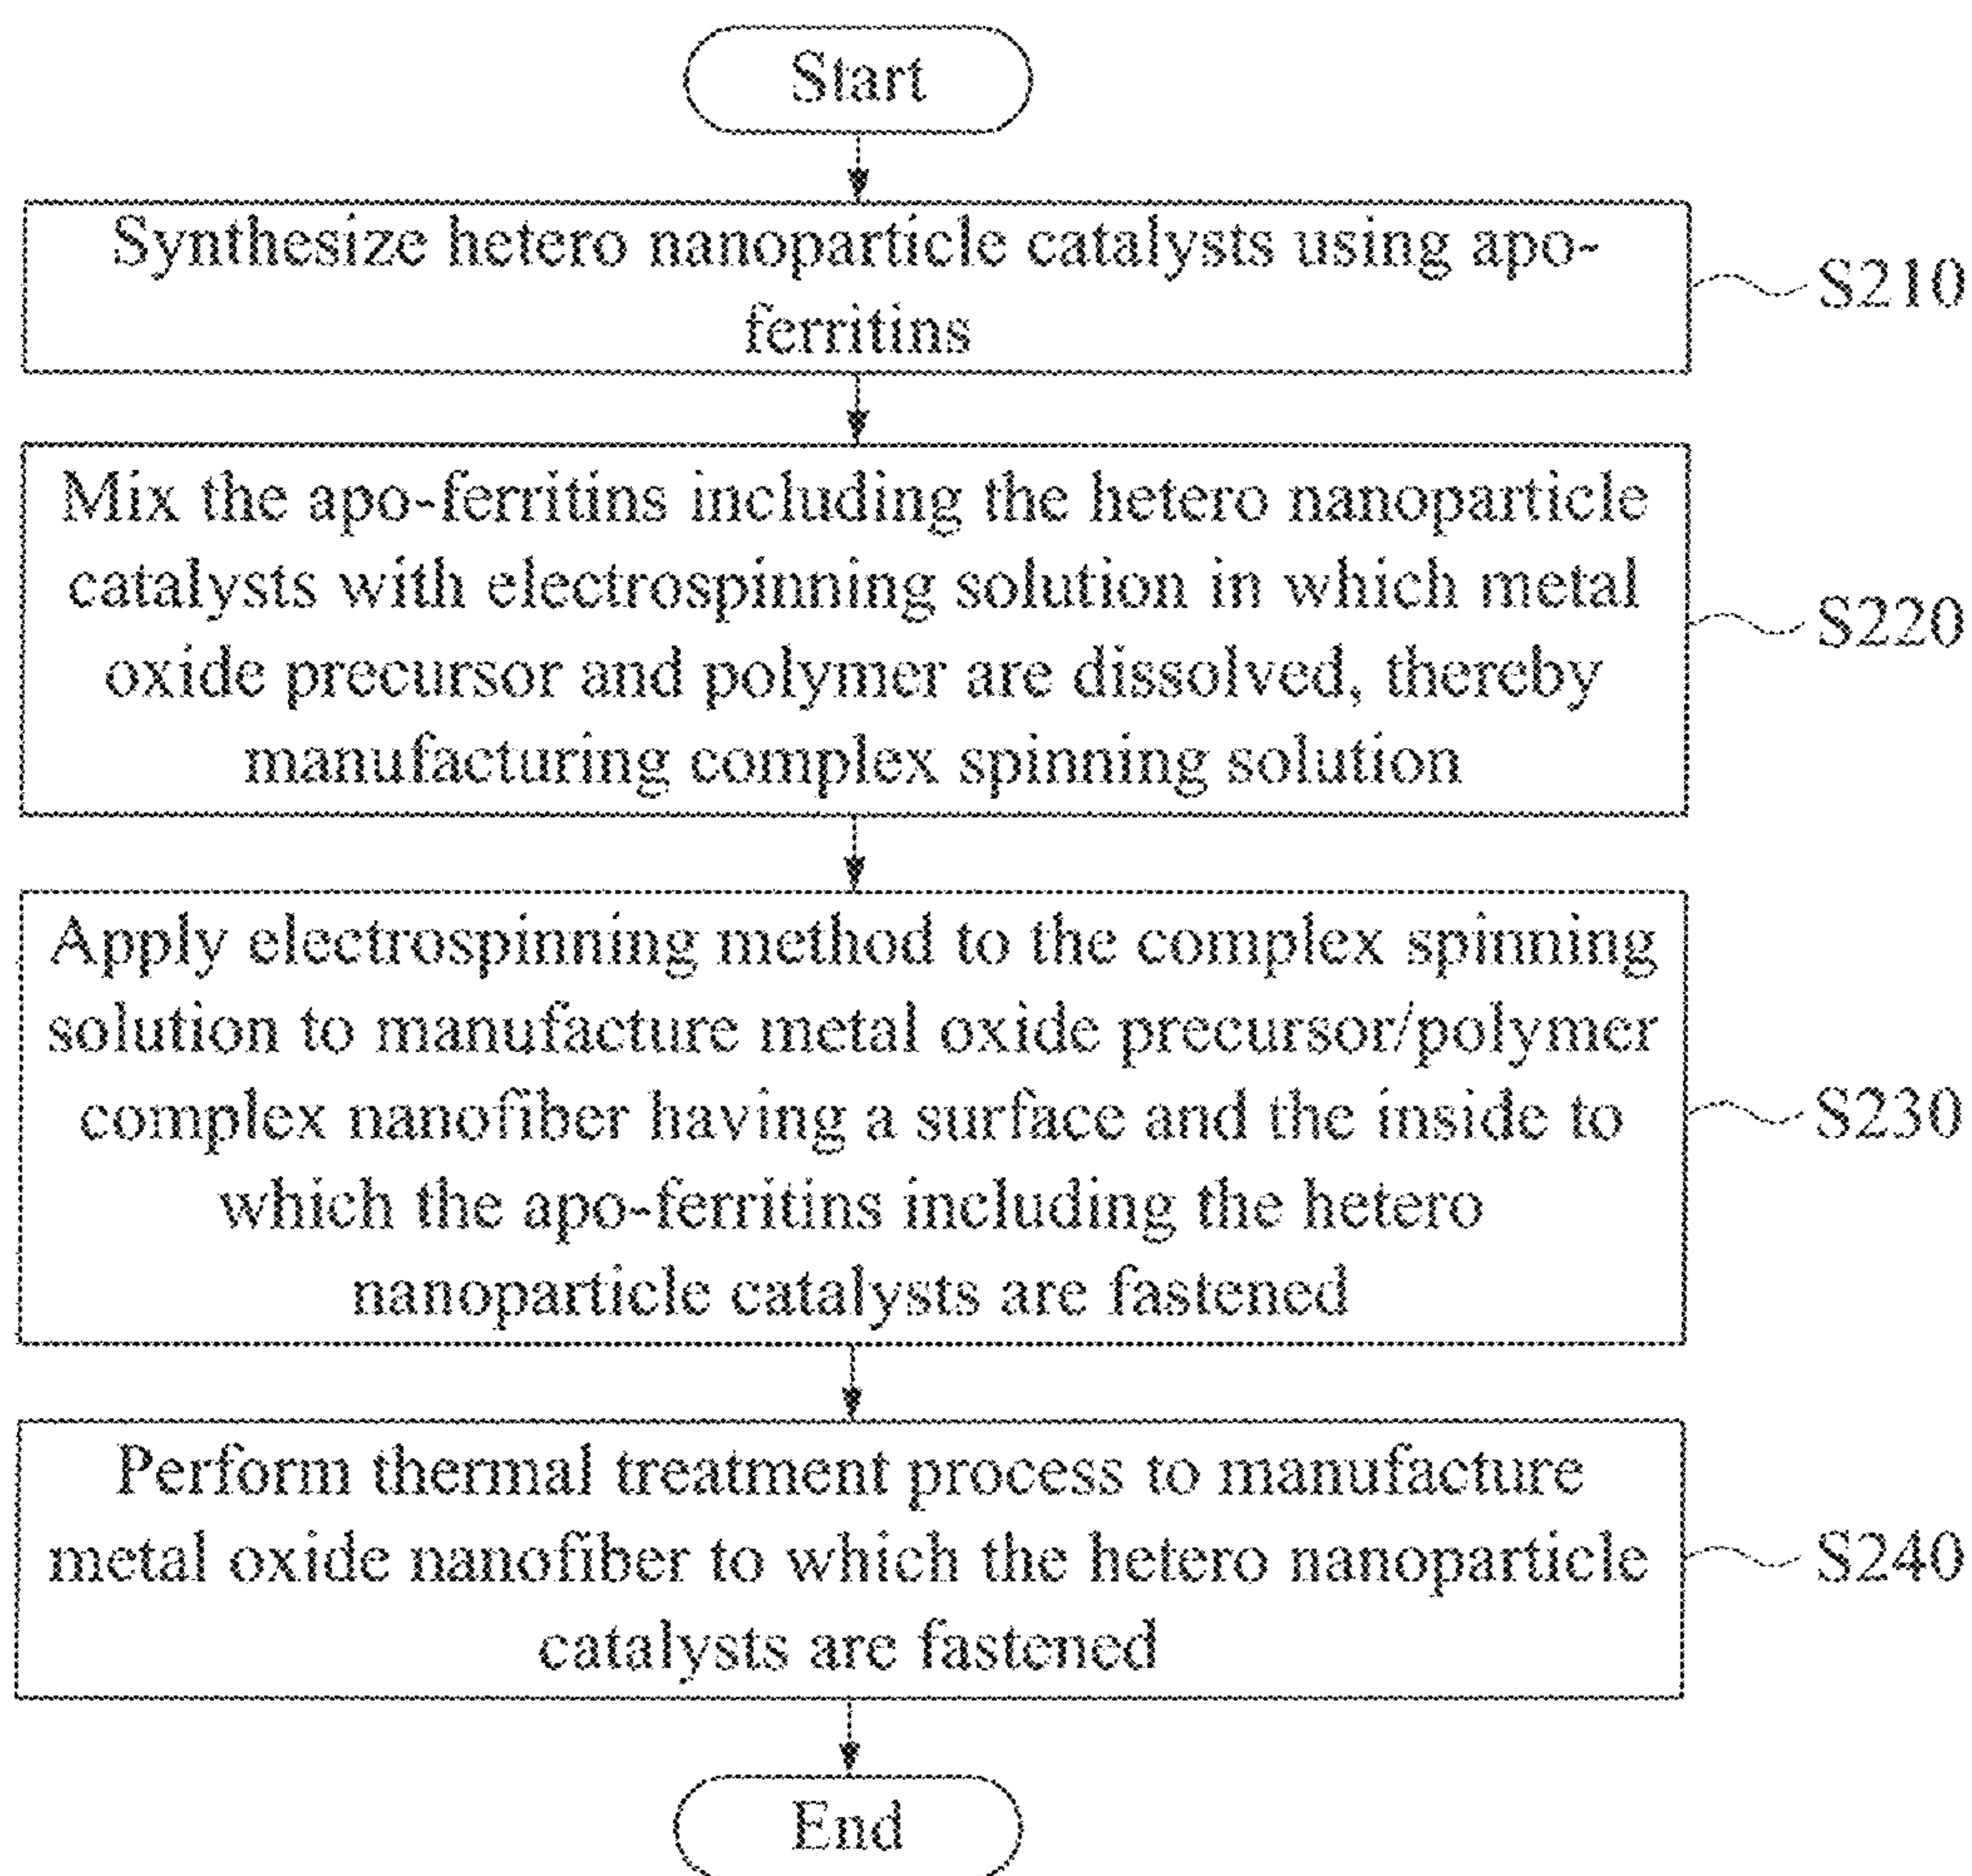 Start
Synthesize hetero nanoparticle catalysts using apo-
ferritins
S210
Mix the apo-ferritins including the hetero nanoparticle
catalysts with electrospinning solution in which metal
oxide precursor and polymer are dissolved, thereby
manufacturing complex spinning solution
S220
Apply electrospinning method to the complex spinning
solution to manufacture metal oxide precursor/polymer
complex nanofiber having a surface and the inside to
which the apo-ferritins including the hetero
nanoparticle catalysts are fastened
S230
Perform thermal treatment process to manufacture
metal oxide nanofiber to which the hetero nanoparticle
catalysts are fastened
S240
End